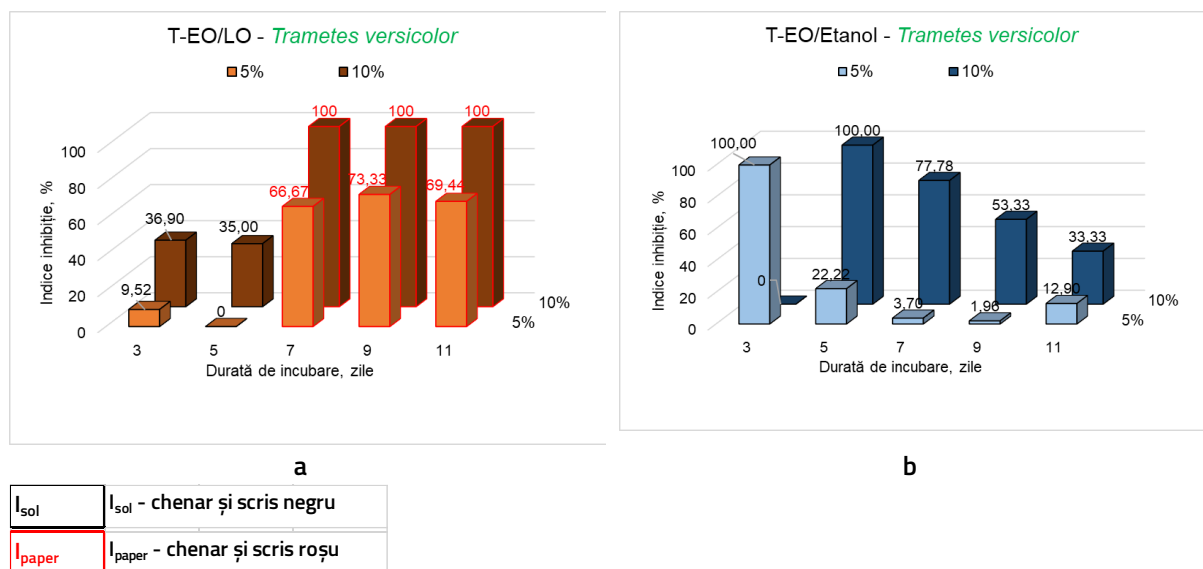 T-EO/LO - Trametes versicolor
5% 10%
100 100 100
100
80
60
40
20
0
Indice inhibiție, %
36,90 35,00 66,67 73,33 69,44
9,52 0
10%
5%
3 5 7 9 11
Durată de incubare, zile
a
T-EO/Etanol - Trametes versicolor
5% 10%
100,00 100,00
77,78
53,33
33,33
0 22,22 3,70 1,96 12,90
100
80
60
40
20
0
Indice inhibiție, %
10%
5%
3 5 7 9 11
Durată de incubare, zile
b
Isol Isol - chenar și scris negru
Ipaper Ipaper - chenar și scris roșu